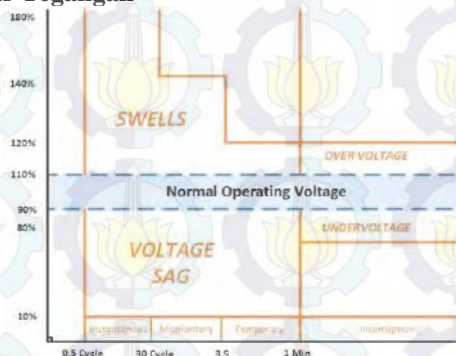 180%
140%
SWELLS
120%
OVER VOLTAGE
110%
Normal Operating Voltage
90%
80%
UNDERVOLTAGE
VOLTAGE
SAG
10%
Instantaneous Momentary Temporary Interruption
0.5 Cycle 30 Cycle 3 S 1 Min